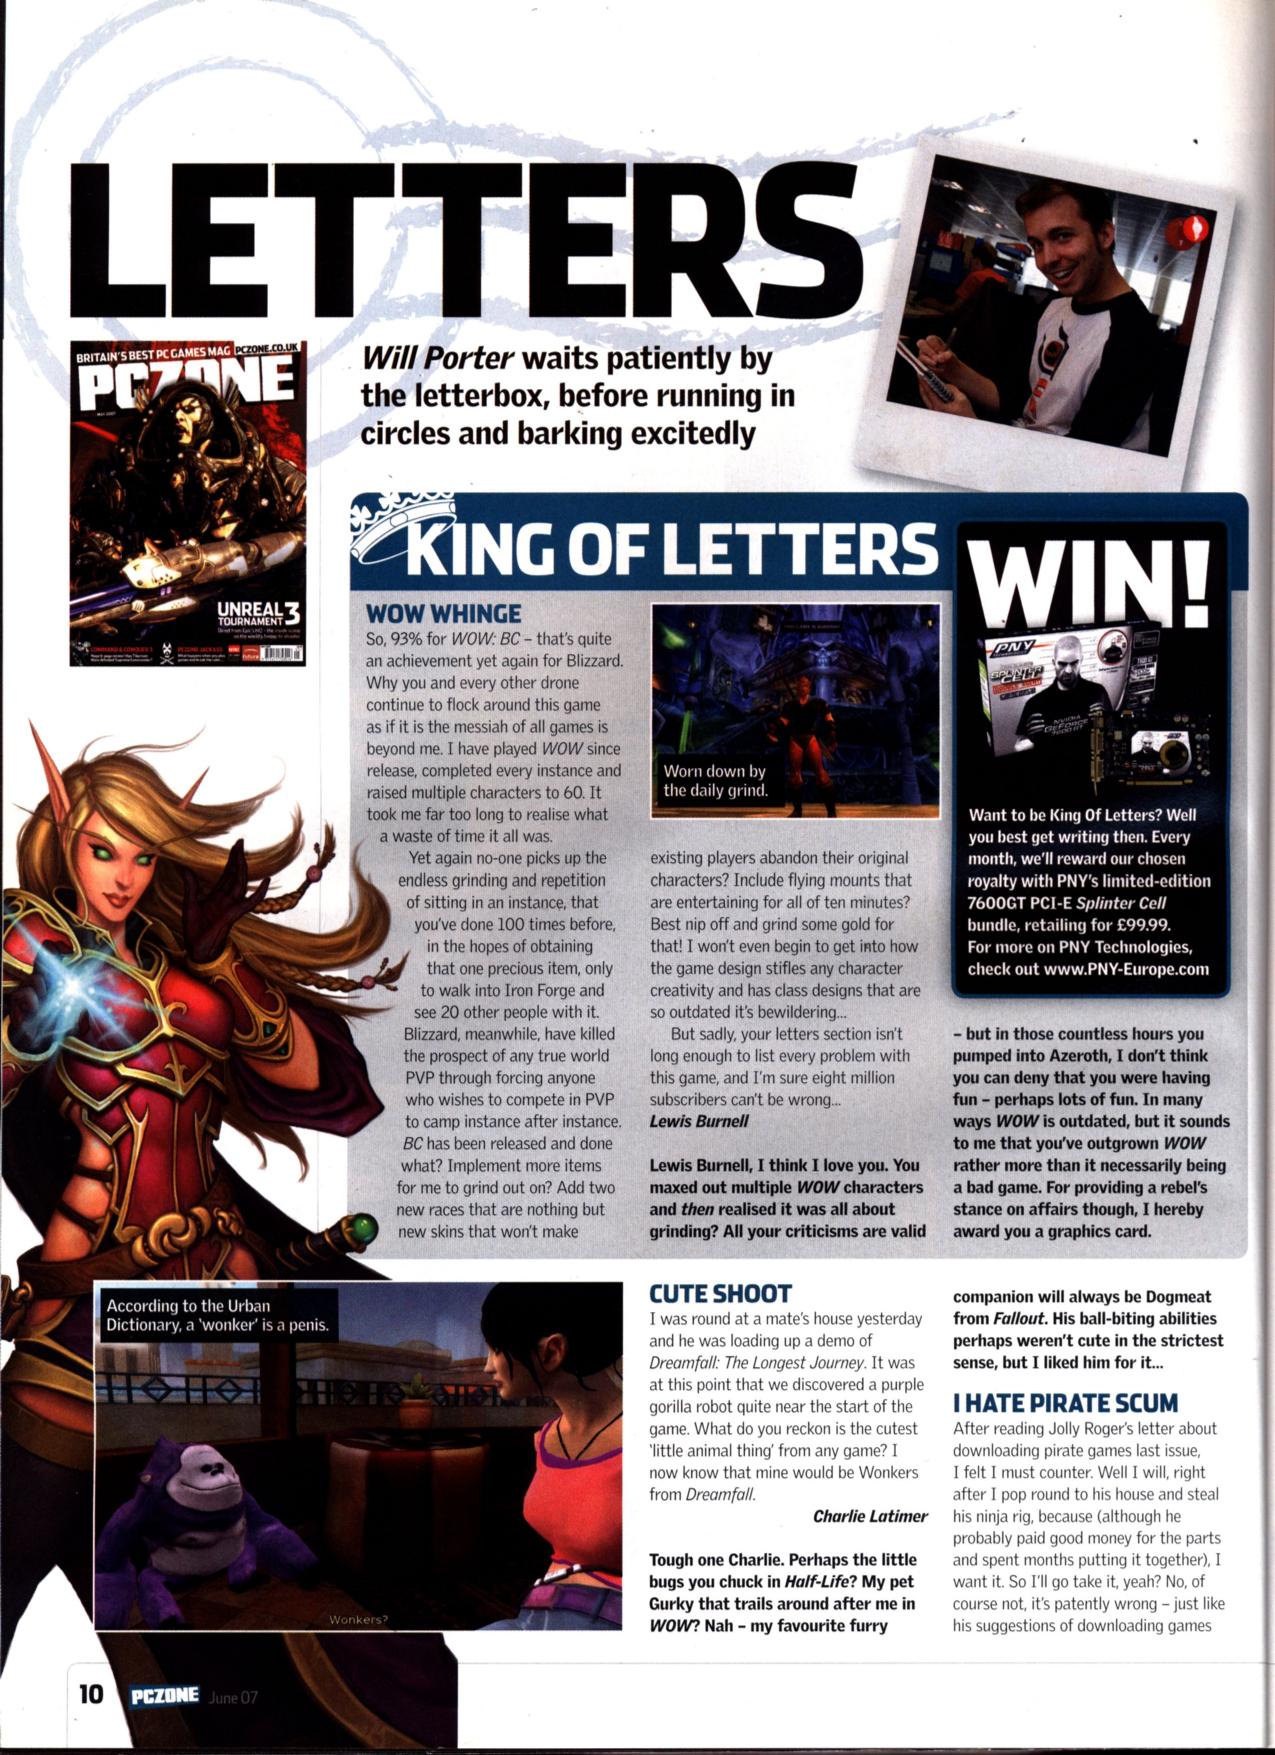 LETTERS
BRITAIN'S BEST PC GAMES MAG PCZONE.CO.UK
PCZONE
MAY 2007
UNREAL 3
TOURNAMENT
COMMAND & CONQUER 3
PCZONE JACKASS
future
Will Porter waits patiently by
the letterbox, before running in
circles and barking excitedly
KING OF LETTERS
WOW WHINGE
So, 93% for WOW: BC – that's quite
an achievement yet again for Blizzard.
Why you and every other drone
continue to flock around this game
as if it is the messiah of all games is
beyond me. I have played WOW since
release, completed every instance and
raised multiple characters to 60. It
took me far too long to realise what
a waste of time it all was.
Yet again no-one picks up the
endless grinding and repetition
of sitting in an instance, that
you've done 100 times before,
in the hopes of obtaining
that one precious item, only
to walk into Iron Forge and
see 20 other people with it.
Blizzard, meanwhile, have killed
the prospect of any true world
PVP through forcing anyone
who wishes to compete in PVP
to camp instance after instance.
BC has been released and done
what? Implement more items
for me to grind out on? Add two
new races that are nothing but
new skins that won't make
Worn down by
the daily grind.
existing players abandon their original
characters? Include flying mounts that
are entertaining for all of ten minutes?
Best nip off and grind some gold for
that! I won't even begin to get into how
the game design stifles any character
creativity and has class designs that are
so outdated it's bewildering...
But sadly, your letters section isn't
long enough to list every problem with
this game, and I'm sure eight million
subscribers can't be wrong...
Lewis Burnell
Lewis Burnell, I think I love you. You
maxed out multiple WOW characters
and then realised it was all about
grinding? All your criticisms are valid
WIN!
PNY
SPLINTER
CELL
NVIDIA
GEFORCE
7600 GT
Want to be King Of Letters? Well
you best get writing then. Every
month, we'll reward our chosen
royalty with PNY's limited-edition
7600GT PCI-E Splinter Cell
bundle, retailing for £99.99.
For more on PNY Technologies,
check out www.PNY-Europe.com
– but in those countless hours you
pumped into Azeroth, I don't think
you can deny that you were having
fun – perhaps lots of fun. In many
ways WOW is outdated, but it sounds
to me that you've outgrown WOW
rather more than it necessarily being
a bad game. For providing a rebel's
stance on affairs though, I hereby
award you a graphics card.
According to the Urban
Dictionary, a 'wonker' is a penis.
Wonkers?
CUTE SHOOT
I was round at a mate's house yesterday
and he was loading up a demo of
Dreamfall: The Longest Journey. It was
at this point that we discovered a purple
gorilla robot quite near the start of the
game. What do you reckon is the cutest
'little animal thing' from any game? I
now know that mine would be Wonkers
from Dreamfall.
Charlie Latimer
Tough one Charlie. Perhaps the little
bugs you chuck in Half-Life? My pet
Gurky that trails around after me in
WOW? Nah – my favourite furry
companion will always be Dogmeat
from Fallout. His ball-biting abilities
perhaps weren't cute in the strictest
sense, but I liked him for it...
I HATE PIRATE SCUM
After reading Jolly Roger's letter about
downloading pirate games last issue,
I felt I must counter. Well I will, right
after I pop round to his house and steal
his ninja rig, because (although he
probably paid good money for the parts
and spent months putting it together), I
want it. So I'll go take it, yeah? No, of
course not, it's patently wrong – just like
his suggestions of downloading games
10 PCZONE June 07